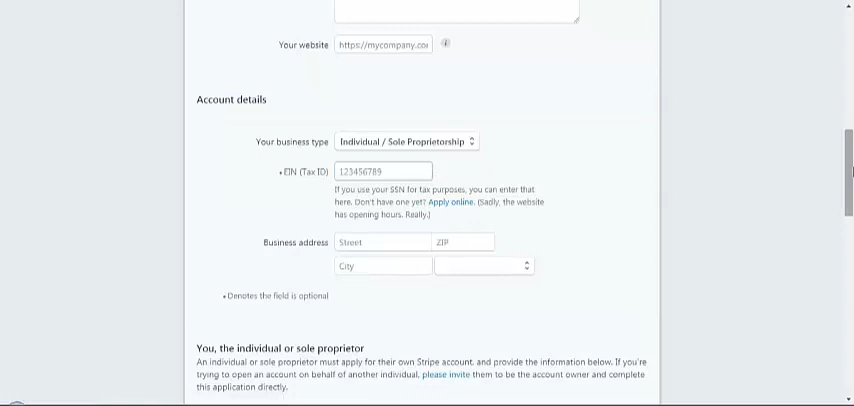 Your website https://mycompany.co
Account details
Your business type Individual / Sole Proprietorship
• EIN (Tax ID) 123456789
If you use your SSN for tax purposes, you can enter that
here. Don't have one yet? Apply online. (Sadly, the website
has opening hours. Really.)
Business address Street ZIP
City
• Denotes the field is optional
You, the individual or sole proprietor
An individual or sole proprietor must apply for their own Stripe account, and provide the information below. If you're
trying to open an account on behalf of another individual, please invite them to be the account owner and complete
this application directly.